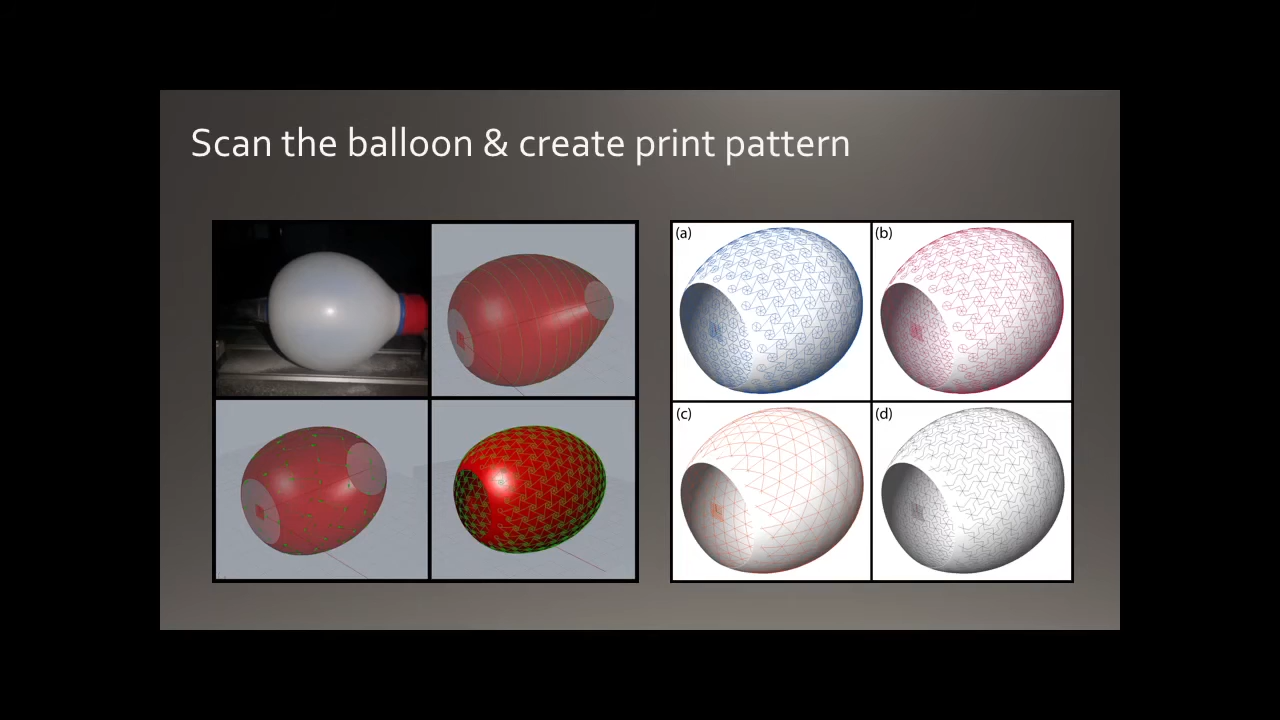 Scan the balloon & create print pattern
(a)
(b)
(c)
(d)